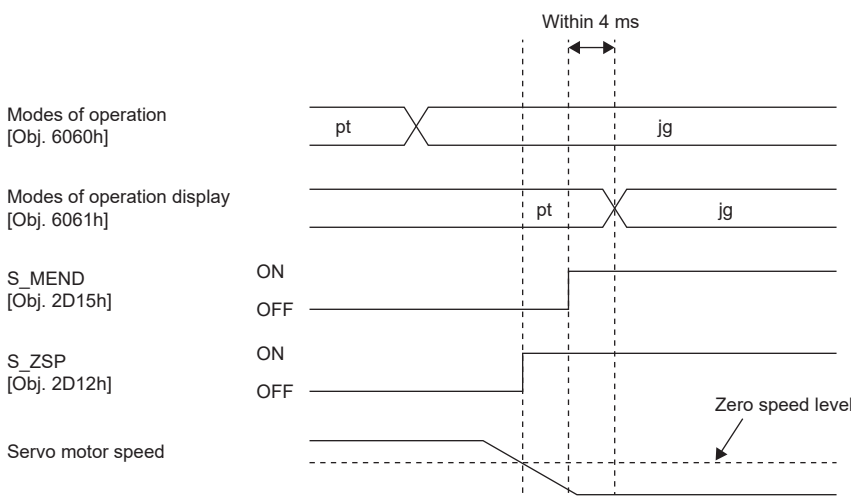 Within 4 ms
Modes of operation
[Obj. 6060h]
pt
jg
Modes of operation display
[Obj. 6061h]
pt
jg
S_MEND
[Obj. 2D15h]
ON
OFF
S_ZSP
[Obj. 2D12h]
ON
OFF
Zero speed level
Servo motor speed